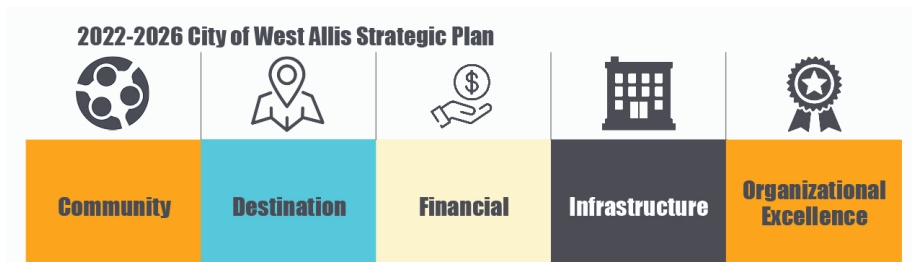 2022-2026 City of West Allis Strategic Plan
$
Community
Destination
Financial
Infrastructure
Organizational
Excellence